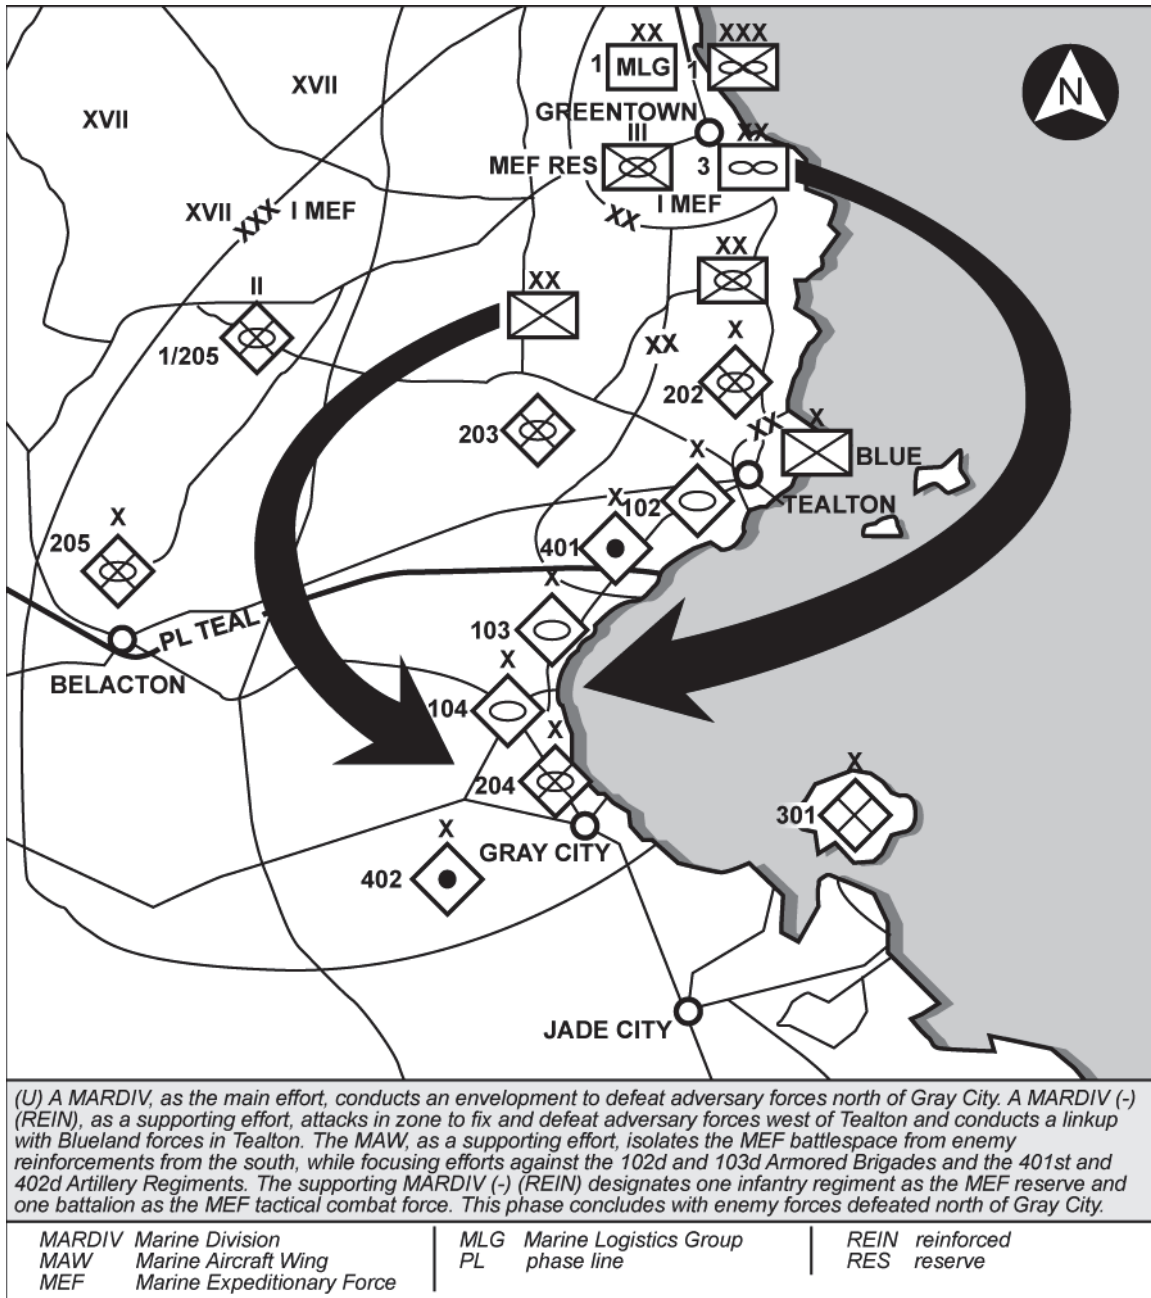 XX XXX
1 MLG 1
N
XVII
XVII
GREENTOWN
III XX
MEF RES 3
I MEF
XVII XXX I MEF
XX
XX
II XX
1/205
XX
X
202
203
XX X
X BLUE
X 102
TEALTON
401
X
205
X
103
PL TEAL
BELACTON
X
104
X
204
X
301
X
GRAY CITY
402
JADE CITY
(U) A MARDIV, as the main effort, conducts an envelopment to defeat adversary forces north of Gray City. A MARDIV (-)
(REIN), as a supporting effort, attacks in zone to fix and defeat adversary forces west of Tealton and conducts a linkup
with Blueland forces in Tealton. The MAW, as a supporting effort, isolates the MEF battlespace from enemy
reinforcements from the south, while focusing efforts against the 102d and 103d Armored Brigades and the 401st and
402d Artillery Regiments. The supporting MARDIV (-) (REIN) designates one infantry regiment as the MEF reserve and
one battalion as the MEF tactical combat force. This phase concludes with enemy forces defeated north of Gray City.
MARDIV Marine Division
MAW Marine Aircraft Wing
MEF Marine Expeditionary Force
MLG Marine Logistics Group
PL phase line
REIN reinforced
RES reserve